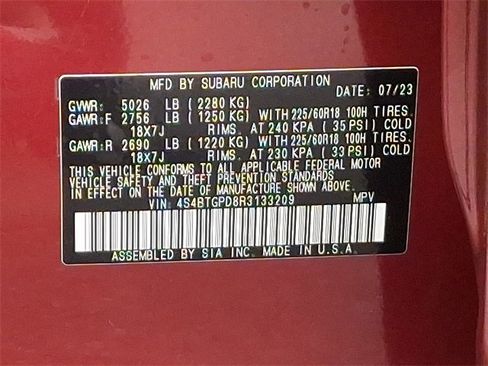 MFD BY SUBARU CORPORATION
DATE: 07/23
GVWR: 5026 LB ( 2280 KG)
GAWR:F 2756 LB ( 1250 KG) WITH 225/60R18 100H TIRES,
18X7J RIMS, AT 240 KPA ( 35 PSI) COLD
GAWR:R 2690 LB ( 1220 KG) WITH 225/60R18 100H TIRES,
18X7J RIMS, AT 230 KPA ( 33 PSI) COLD
THIS VEHICLE CONFORMS TO ALL APPLICABLE FEDERAL MOTOR
VEHICLE SAFETY AND THEFT PREVENTION STANDARDS
IN EFFECT ON THE DATE OF MANUFACTURE SHOWN ABOVE.
VIN: 4S4BTGPD8R3133209 MPV
ASSEMBLED BY SIA INC. MADE IN U.S.A.